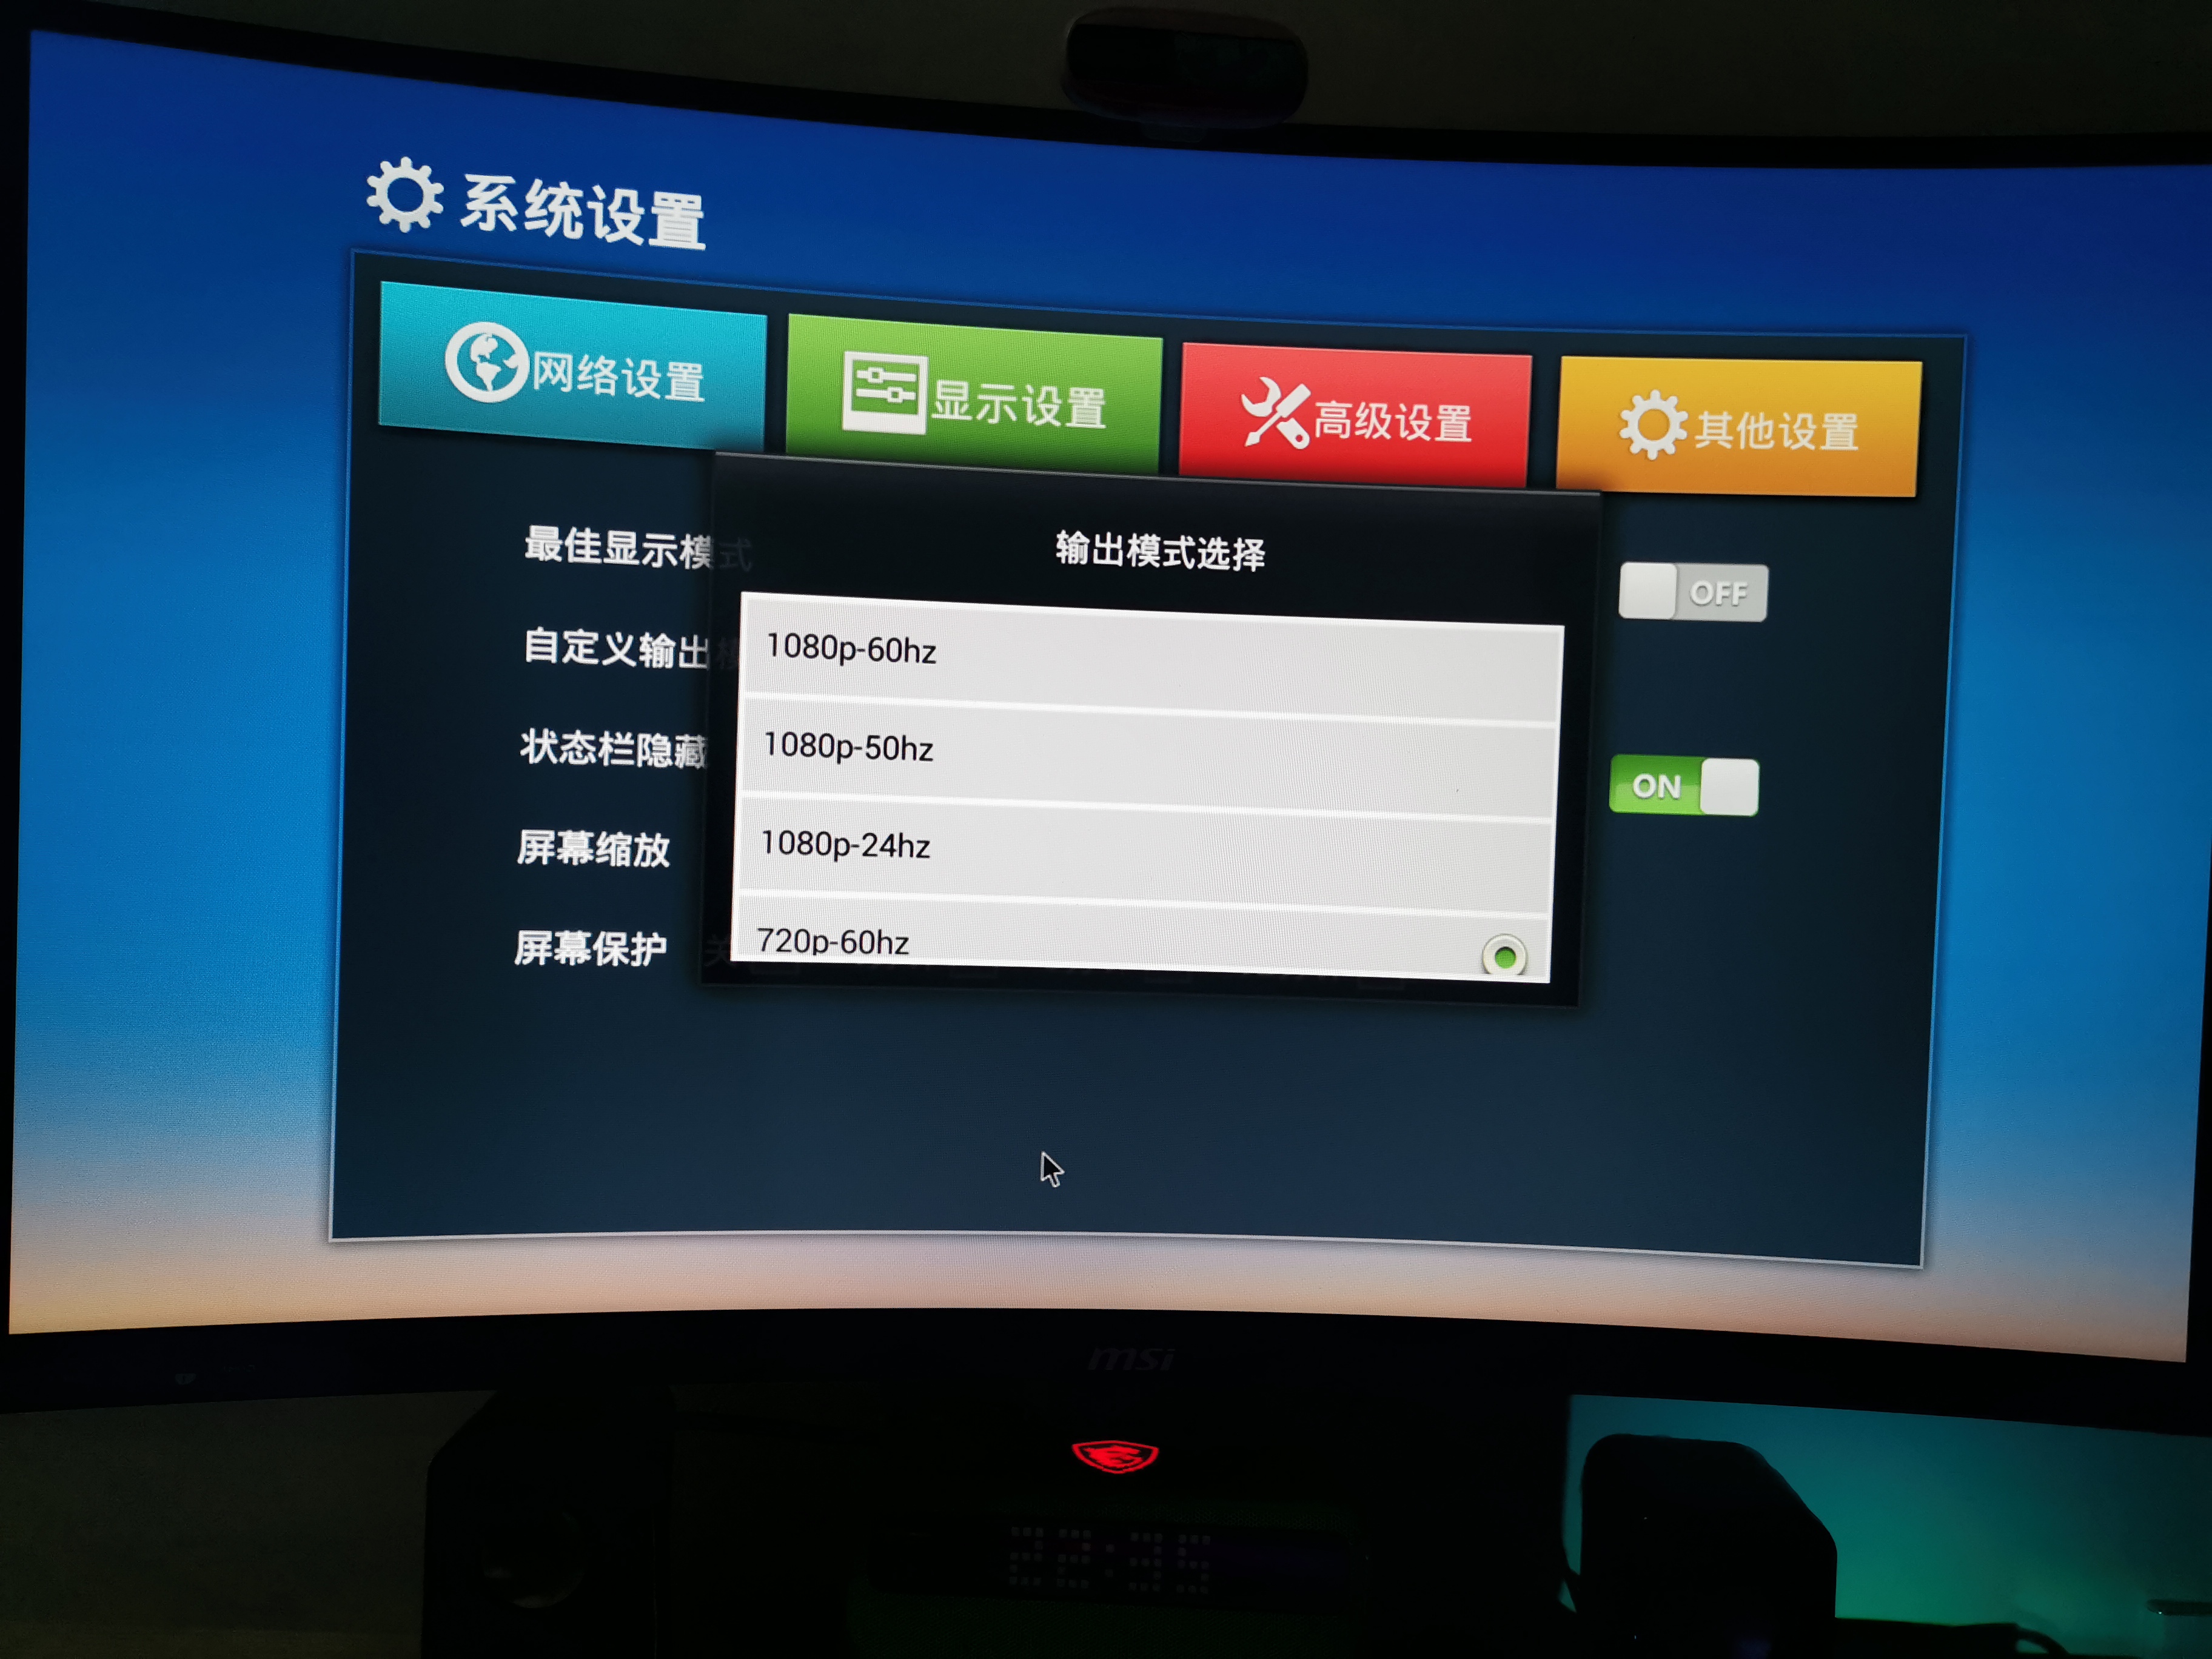 系统设置
网络设置
显示设置
高级设置
其他设置
最佳显示模式
OFF
自定义输出模
状态栏隐藏
ON
屏幕缩放
屏幕保护 关
输出模式选择
1080p-60hz
1080p-50hz
1080p-24hz
720p-60hz
msi